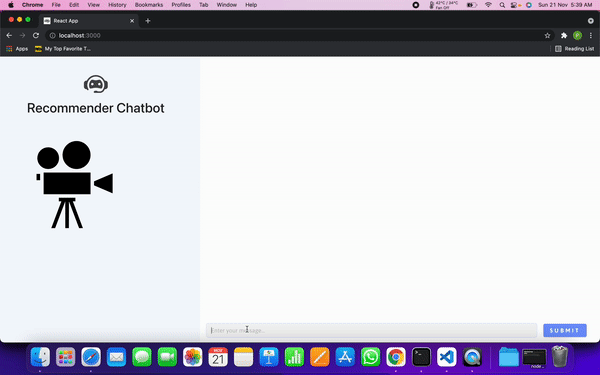 Chrome File Edit View History Bookmarks Profiles Tab Window Help 42°C / 34°C Fan Off Sun 21 Nov 5:39 AM
React App
localhost:3000
Apps My Top Favorite T... Reading List
Recommender Chatbot
Enter your message.
SUBMIT
21
node